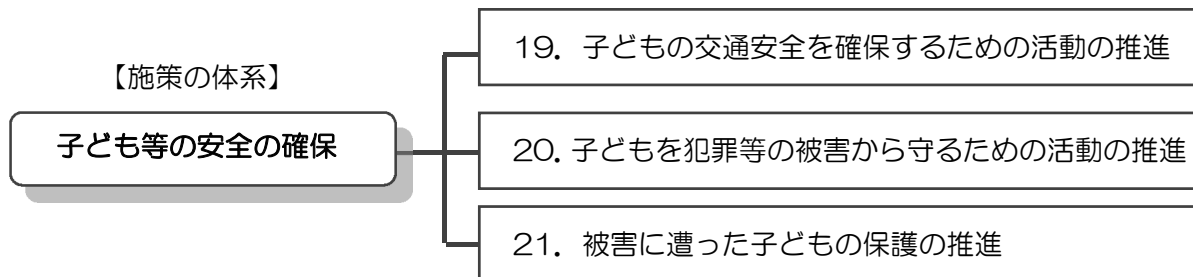 【施策の体系】
子ども等の安全の確保
19．子どもの交通安全を確保するための活動の推進
20．子どもを犯罪等の被害から守るための活動の推進
21．被害に遭った子どもの保護の推進